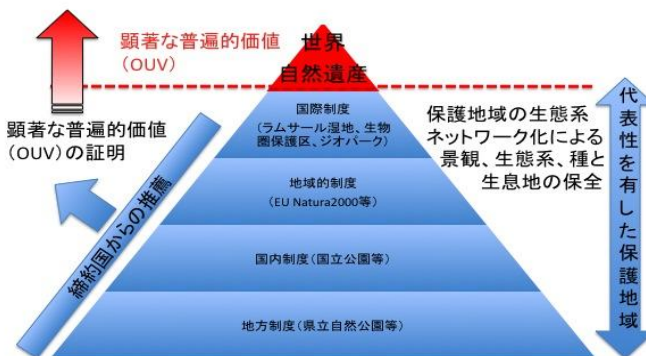 顕著な普遍的価値
(OUV)
世界
自然遺産
顕著な普遍的価値
(OUV)の証明
締約国からの推薦
国際制度
(ラムサール湿地、生物
圏保護区、ジオパーク)
地域的制度
(EU Natura2000等)
国内制度(国立公園等)
地方制度(県立自然公園等)
保護地域の生態系
ネットワーク化による
景観、生態系、種と
生息地の保全
代表性を有した保護地域